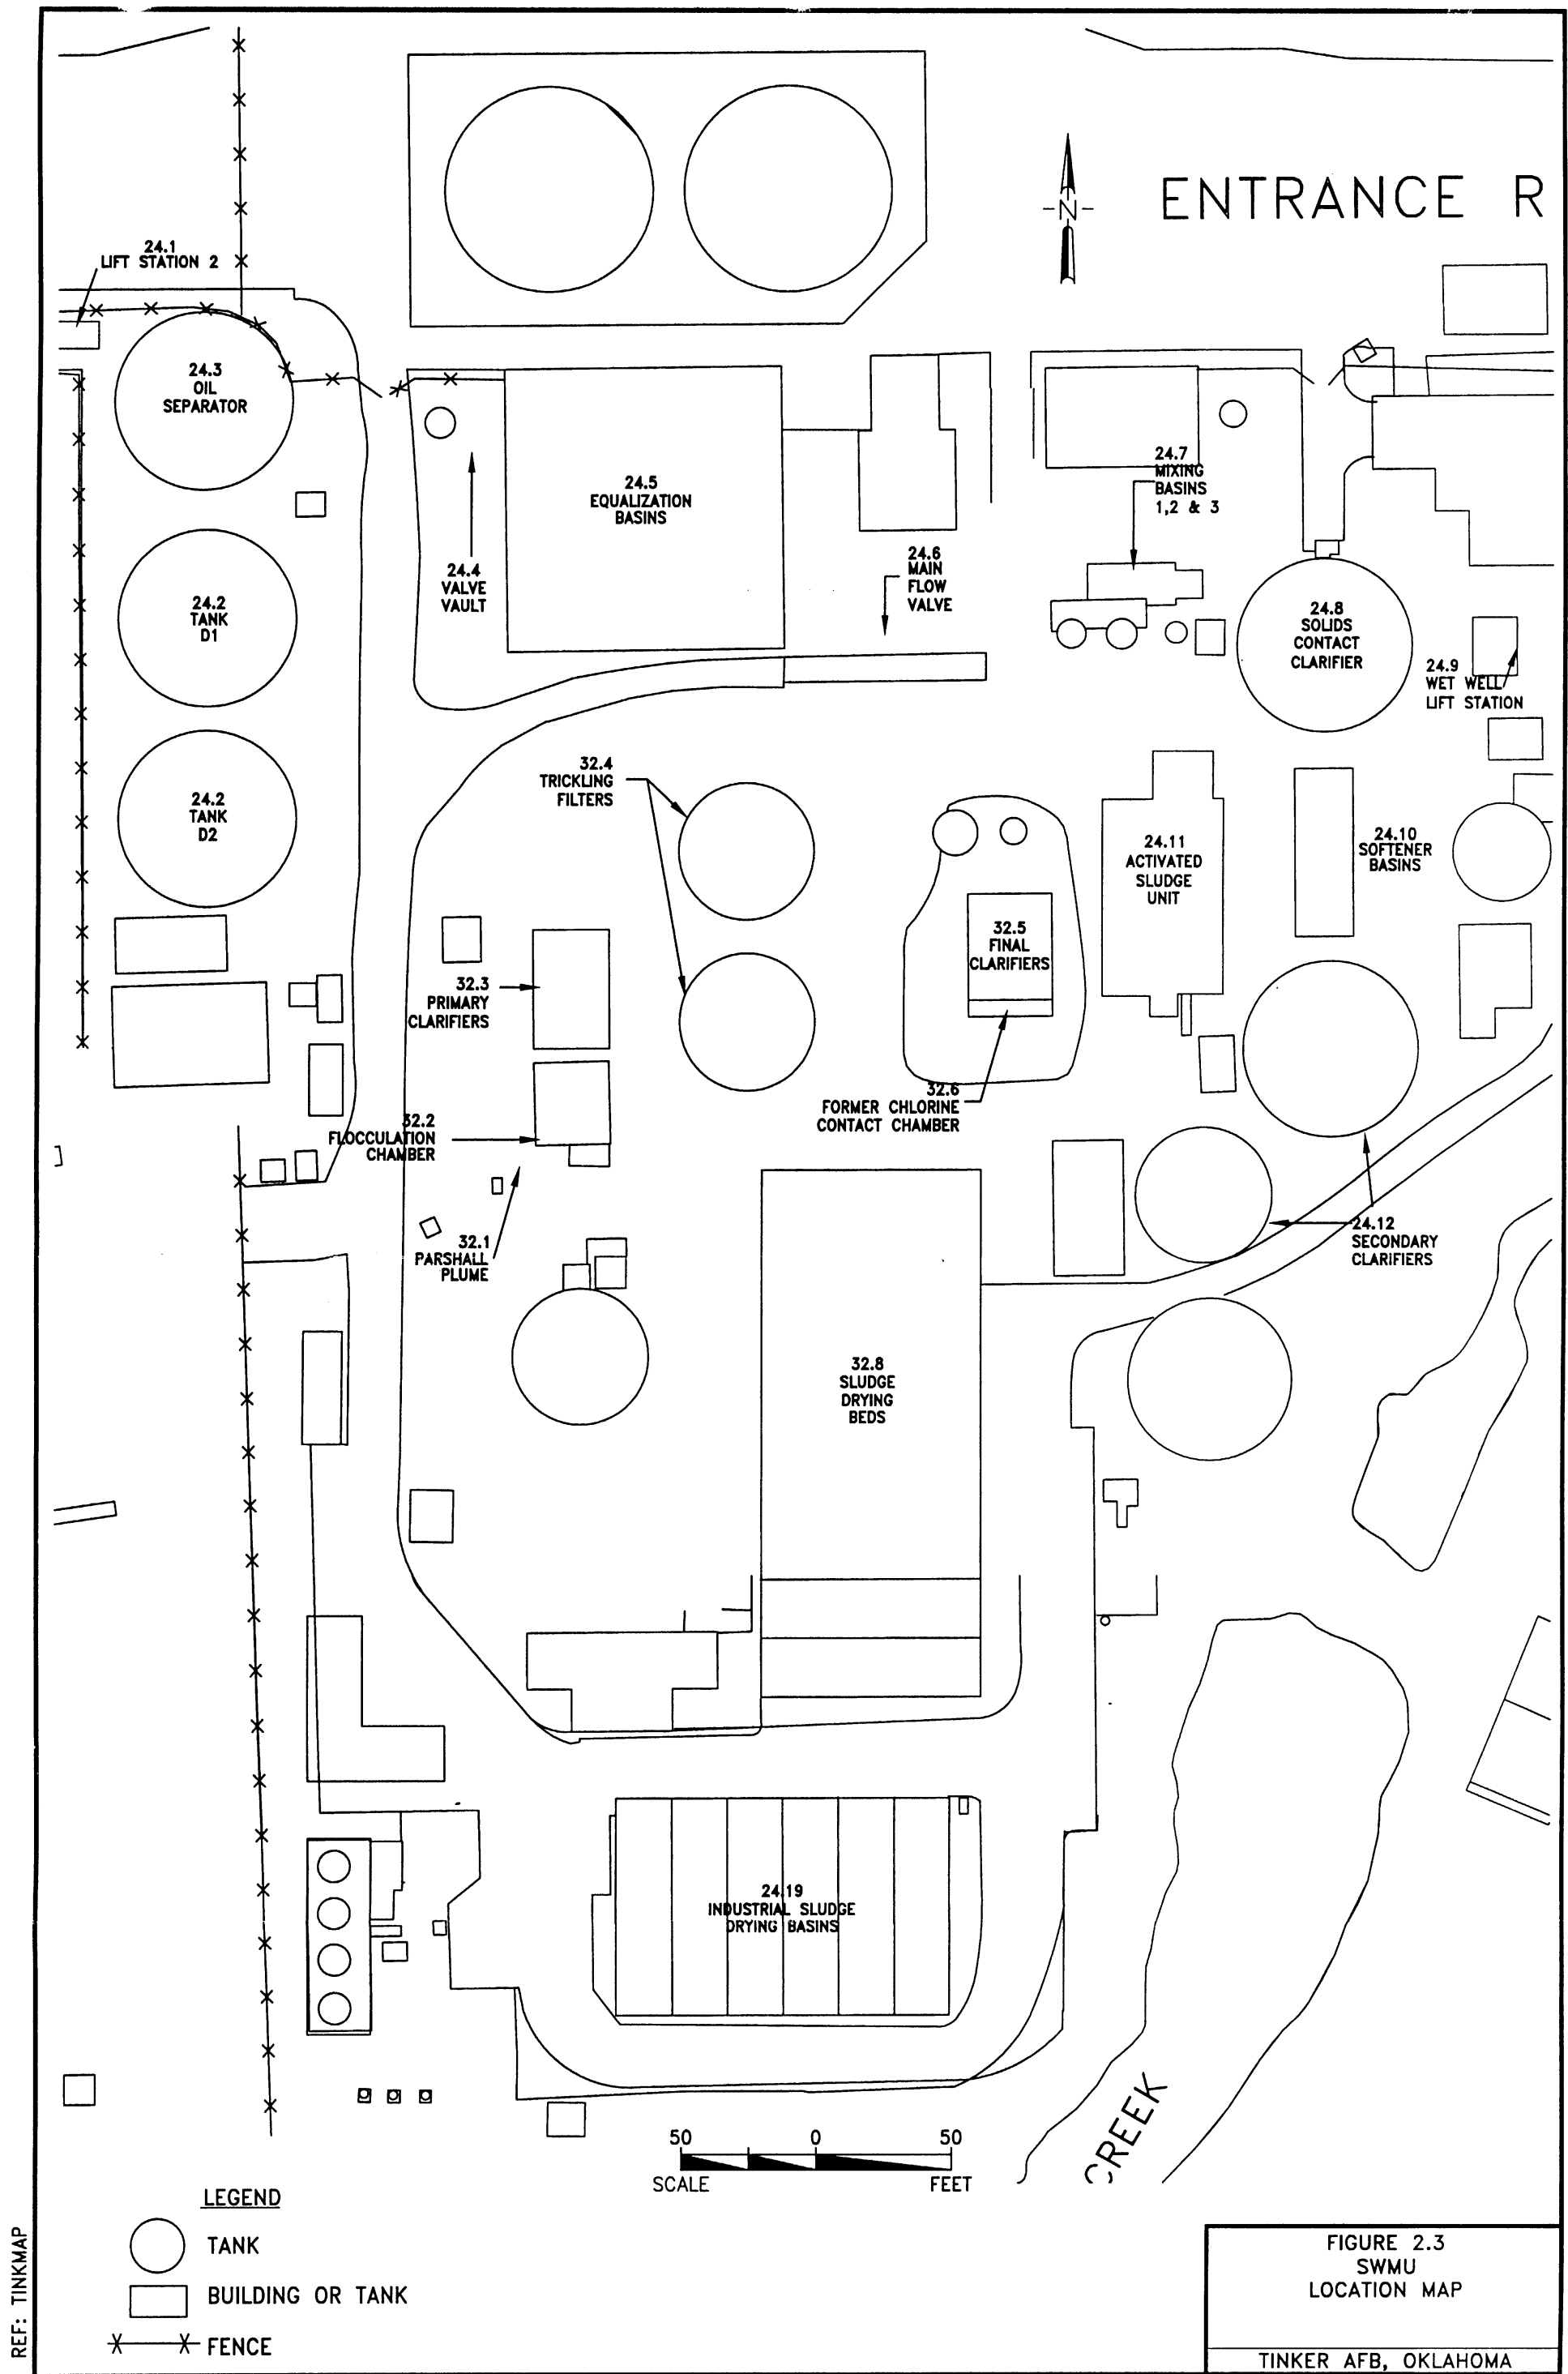 ENTRANCE R
-N-
24.1
LIFT STATION 2
24.3
OIL
SEPARATOR
24.5
EQUALIZATION
BASINS
24.7
MIXING
BASINS
1,2 & 3
24.4
VALVE
VAULT
24.6
MAIN
FLOW
VALVE
24.2
TANK
D1
24.8
SOLIDS
CONTACT
CLARIFIER
24.9
WET WELL
LIFT STATION
32.4
TRICKLING
FILTERS
24.2
TANK
D2
24.11
ACTIVATED
SLUDGE
UNIT
24.10
SOFTENER
BASINS
32.5
FINAL
CLARIFIERS
32.3
PRIMARY
CLARIFIERS
32.6
FORMER CHLORINE
CONTACT CHAMBER
32.2
FLOCCULATION
CHAMBER
32.1
PARSHALL
PLUME
24.12
SECONDARY
CLARIFIERS
32.8
SLUDGE
DRYING
BEDS
24.19
INDUSTRIAL SLUDGE
DRYING BASINS
CREEK
50 0 50
SCALE FEET
LEGEND
TANK
BUILDING OR TANK
FENCE
REF: TINKMAP
FIGURE 2.3
SWMU
LOCATION MAP
TINKER AFB, OKLAHOMA